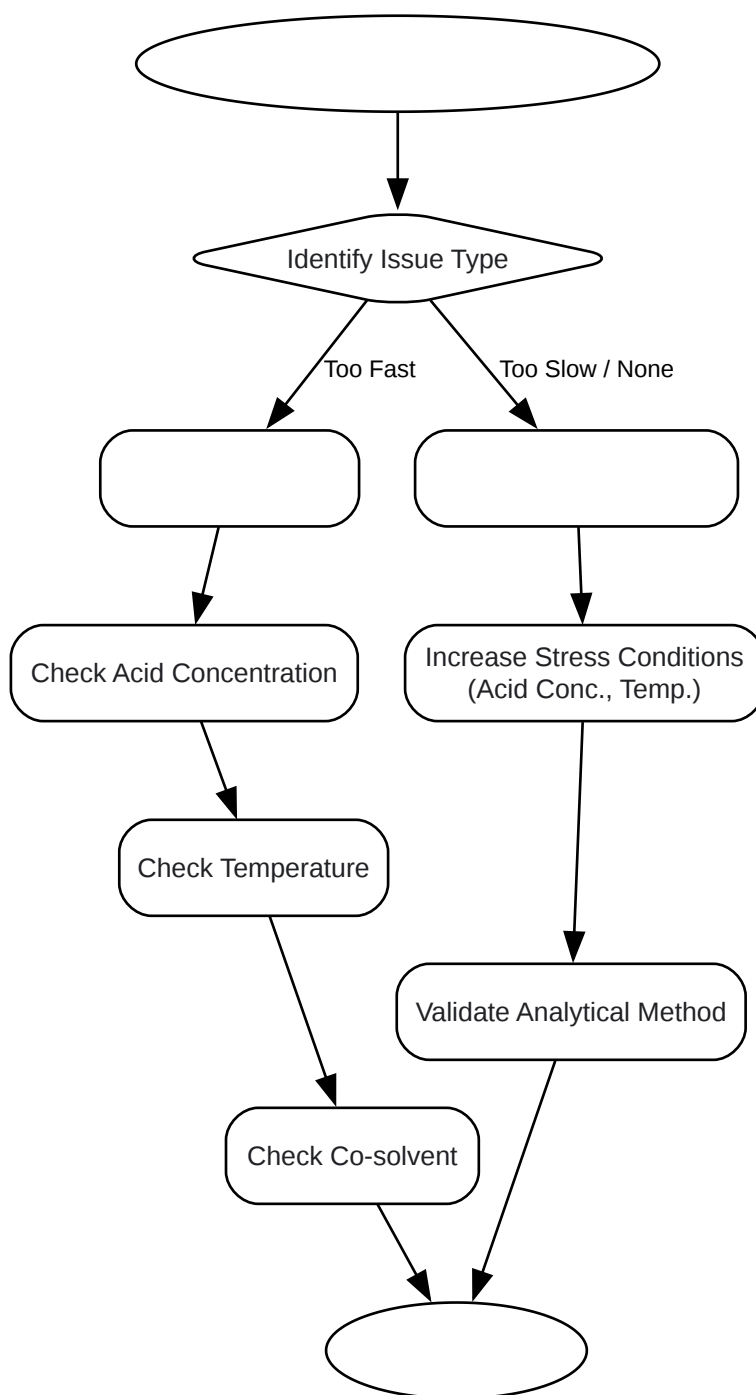 Identify Issue Type
Too Fast
Too Slow / None
Check Acid Concentration
Increase Stress Conditions
(Acid Conc., Temp.)
Check Temperature
Validate Analytical Method
Check Co-solvent